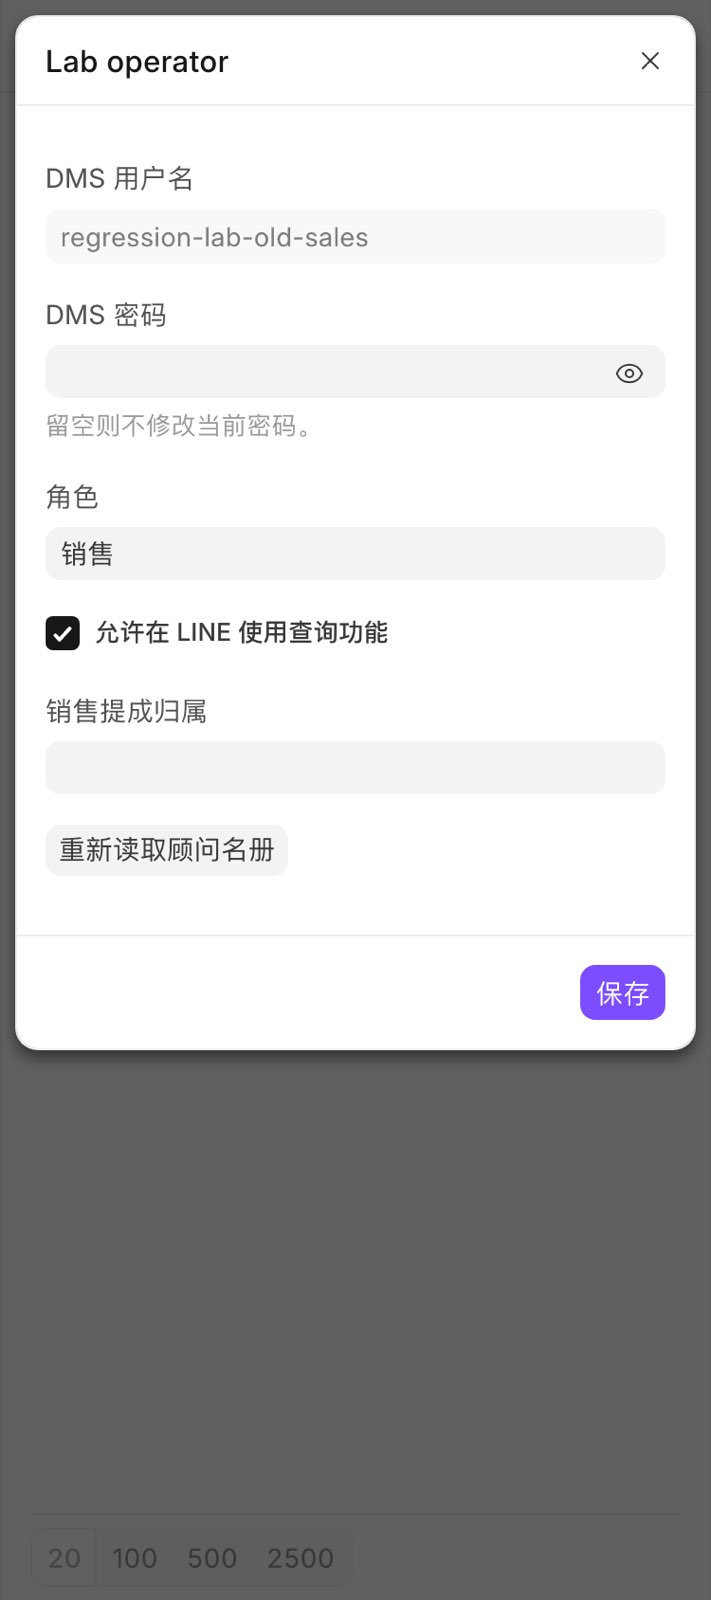 Lab operator
DMS 用户名
regression-lab-old-sales
DMS 密码
留空则不修改当前密码。
角色
销售
允许在 LINE 使用查询功能
销售提成归属
重新读取顾问名册
保存
20 100 500 2500